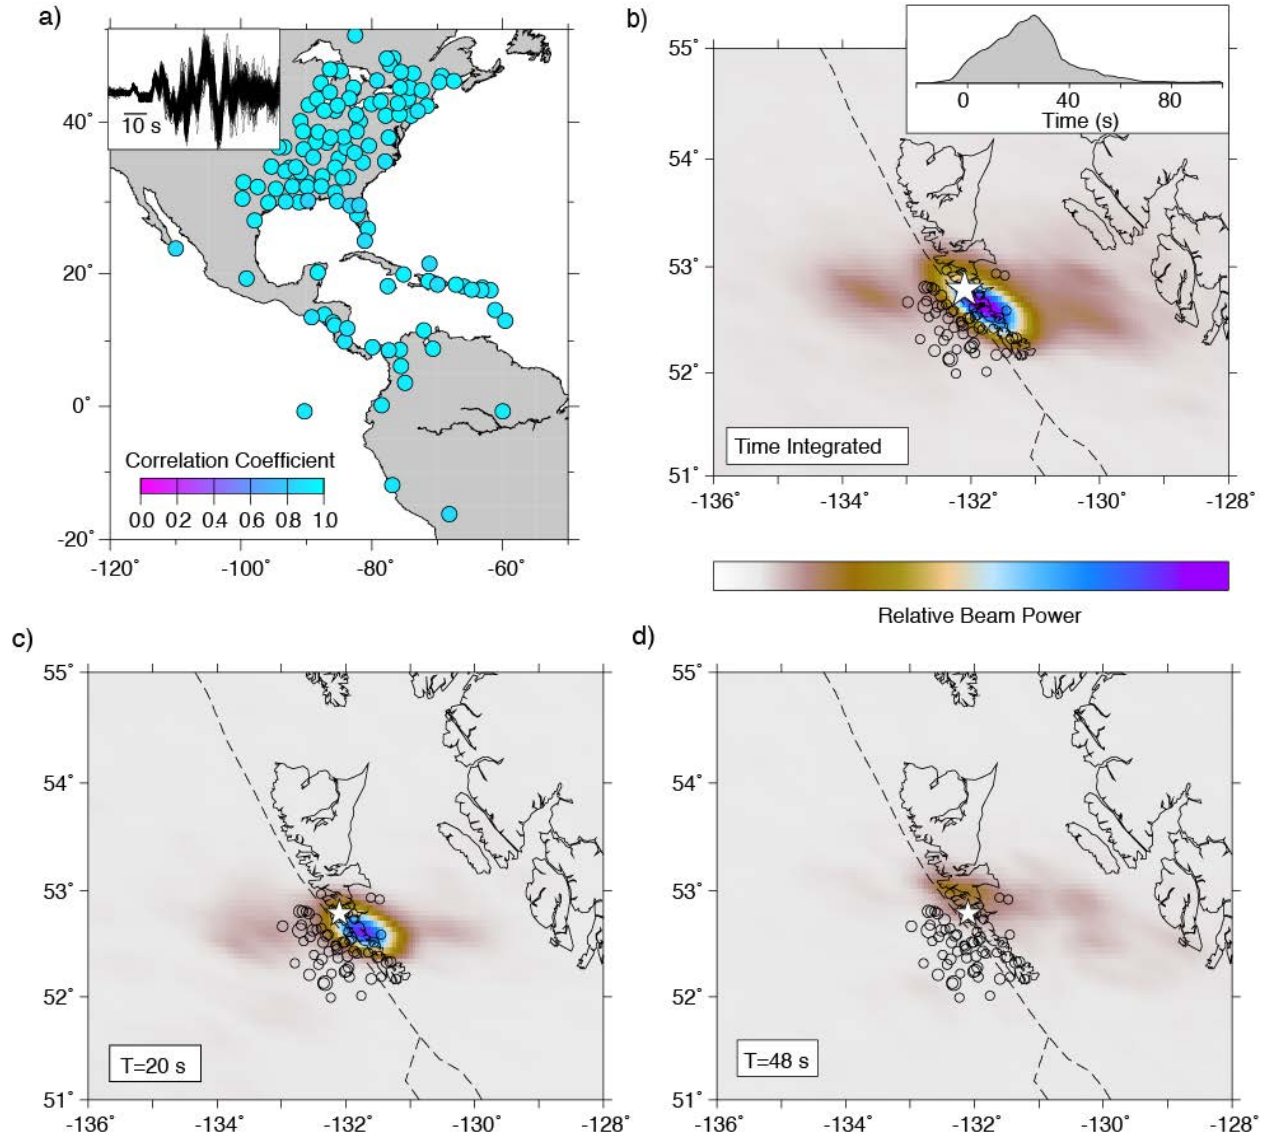 a)
10 s
40˚
20˚
0˚
-20˚
Correlation Coefficient
0.0 0.2 0.4 0.6 0.8 1.0
-120˚ -100˚ -80˚ -60˚
b)
0 40 80
Time (s)
55˚
54˚
53˚
52˚
51˚
Time Integrated
-136˚ -134˚ -132˚ -130˚ -128˚
Relative Beam Power
c)
55˚
54˚
53˚
52˚
51˚
T=20 s
-136˚ -134˚ -132˚ -130˚ -128˚
d)
55˚
54˚
53˚
52˚
51˚
T=48 s
-136˚ -134˚ -132˚ -130˚ -128˚